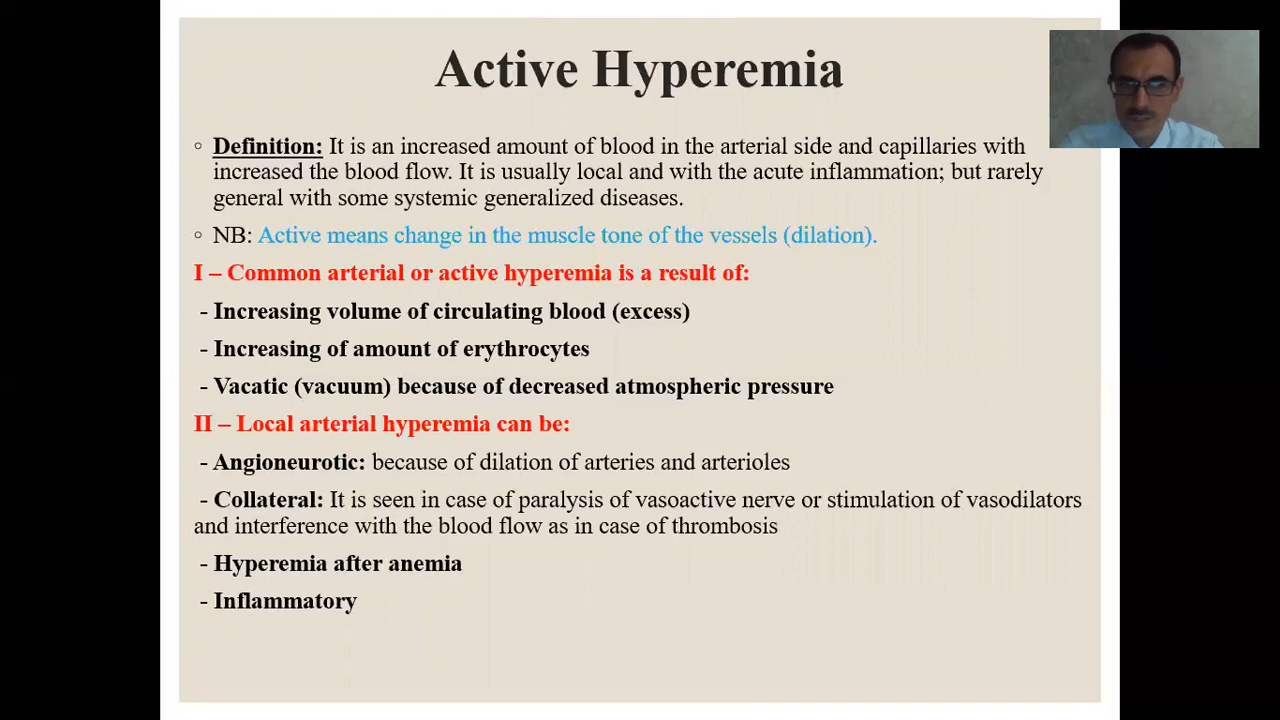 Active Hyperemia
◦ Definition: It is an increased amount of blood in the arterial side and capillaries with
increased the blood flow. It is usually local and with the acute inflammation; but rarely
general with some systemic generalized diseases.
◦ NB: Active means change in the muscle tone of the vessels (dilation).
I – Common arterial or active hyperemia is a result of:
- Increasing volume of circulating blood (excess)
- Increasing of amount of erythrocytes
- Vacatic (vacuum) because of decreased atmospheric pressure
II – Local arterial hyperemia can be:
- Angioneurotic: because of dilation of arteries and arterioles
- Collateral: It is seen in case of paralysis of vasoactive nerve or stimulation of vasodilators
and interference with the blood flow as in case of thrombosis
- Hyperemia after anemia
- Inflammatory